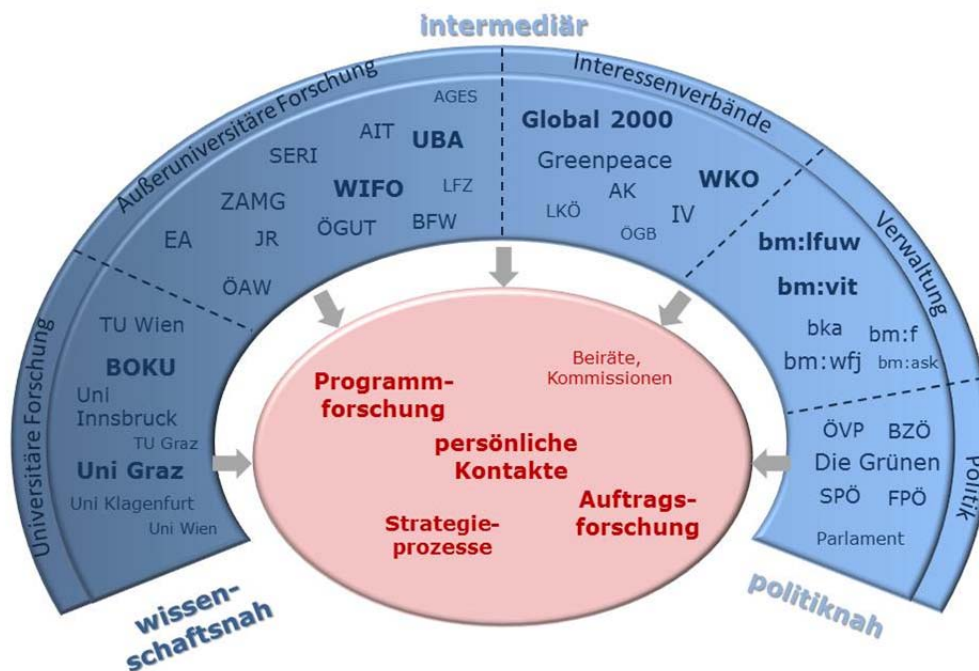 intermediär
Universitäre Forschung
Außeruniversitäre Forschung
Interessenverbände
Verwaltung
Politik
TU Wien
BOKU
Uni
Innsbruck
TU Graz
Uni Graz
Uni Klagenfurt
Uni Wien
AGES
AIT
UBA
SERI
WIFO
LFZ
ZAMG
ÖGUT
BFW
EA
JR
ÖAW
Global 2000
Greenpeace
AK
WKO
LKÖ
IV
ÖGB
bm:lfuw
bm:vit
bka
bm:f
bm:wfj
bm:ask
ÖVP
BZÖ
Die Grünen
SPÖ
FPÖ
Parlament
Beiräte,
Kommissionen
Programm-
forschung
persönliche
Kontakte
Auftrags-
forschung
Strategie-
prozesse
wissen-
schaftsnah
politiknah